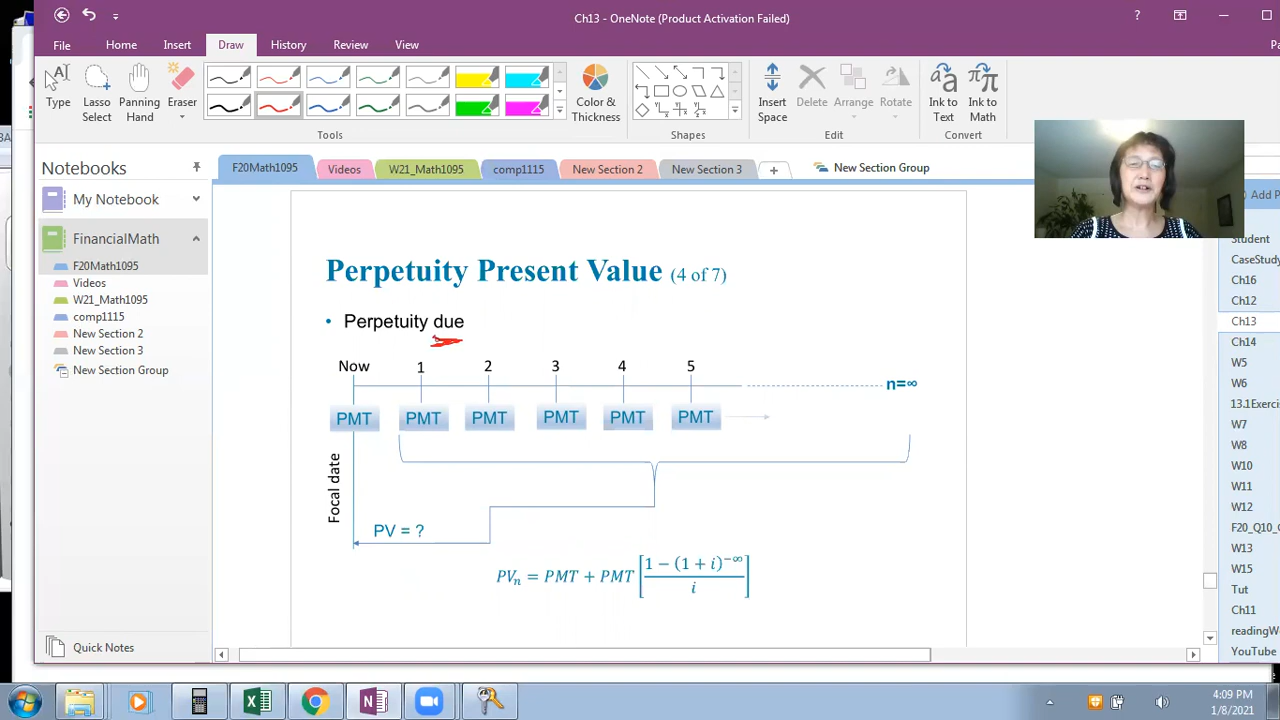 Ch13 - OneNote (Product Activation Failed)
?
File Home Insert Draw History Review View
Type
Lasso
Select
Panning
Hand
Eraser
Color &
Thickness
Insert
Space
Delete
Arrange
Rotate
Ink to
Text
Ink to
Math
Tools
Shapes
Edit
Convert
Notebooks
My Notebook
FinancialMath
F20Math1095
Videos
W21_Math1095
comp1115
New Section 2
New Section 3
New Section Group
Quick Notes
F20Math1095 Videos W21_Math1095 comp1115 New Section 2 New Section 3 + New Section Group
Perpetuity Present Value (4 of 7)
• Perpetuity due
Now 1 2 3 4 5
n=∞
PMT PMT PMT PMT PMT PMT
Focal date
PV = ?
PVₙ = PMT + PMT [1 − (1 + i)^−∞ / i]
Add P
Student
CaseStudy
Ch16
Ch12
Ch13
Ch14
W5
W6
13.1Exerci
W7
W8
W10
W11
W12
F20_Q10_
W13
W15
Tut
Ch11
readingW
YouTube
4:09 PM
1/8/2021